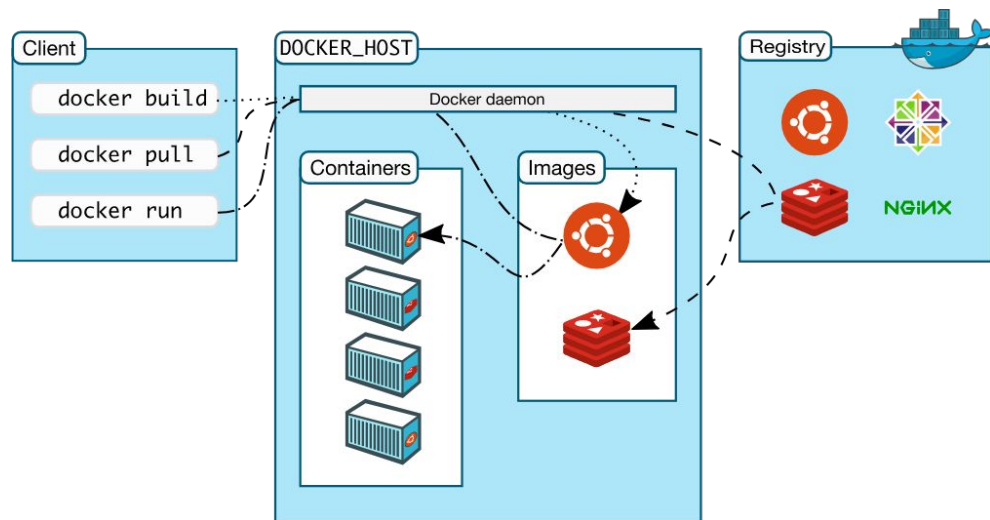 Client
docker build
docker pull
docker run
DOCKER_HOST
Docker daemon
Containers
Images
Registry
NGINX